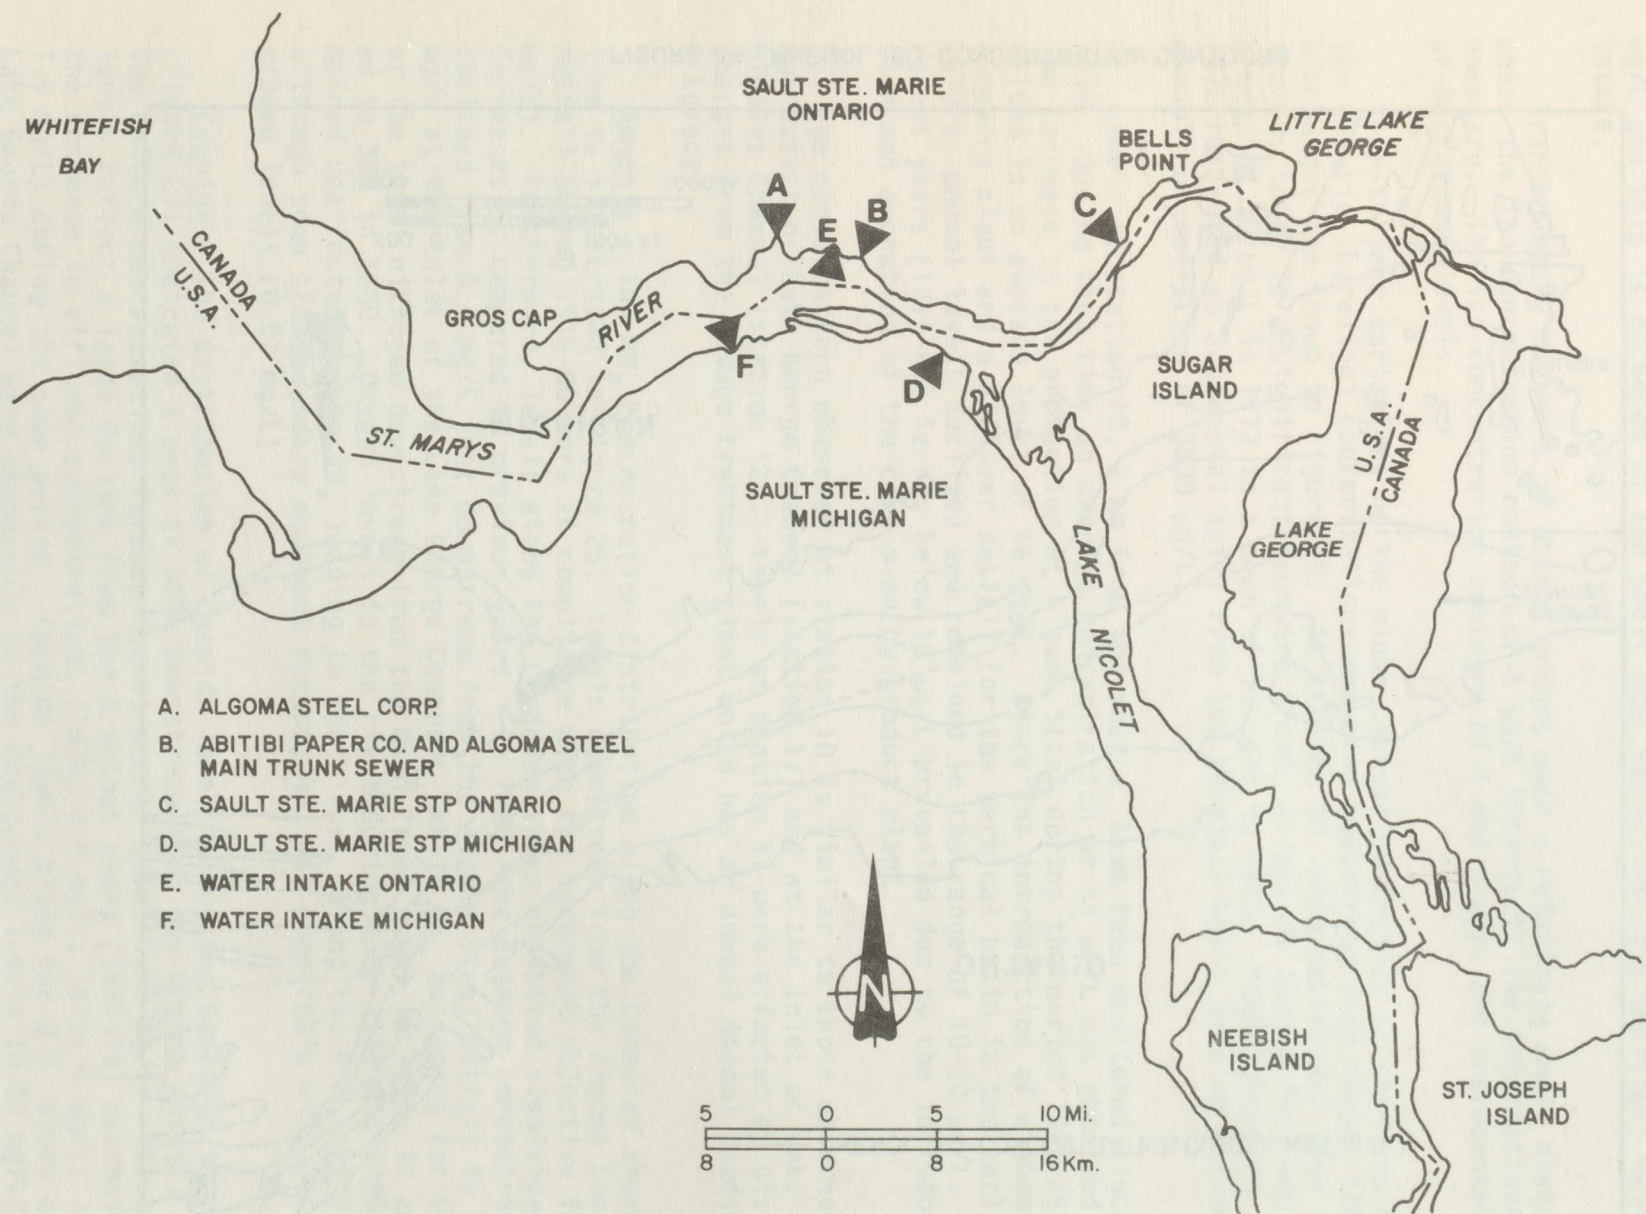 SAULT STE. MARIE
ONTARIO
WHITEFISH
BAY
BELLS
POINT
LITTLE LAKE
GEORGE
A
B
C
E
CANADA
U.S.A.
GROS CAP
RIVER
F
D
SUGAR
ISLAND
ST. MARYS
U.S.A.
CANADA
SAULT STE. MARIE
MICHIGAN
LAKE
GEORGE
LAKE
NICOLET
A. ALGOMA STEEL CORP.
B. ABITIBI PAPER CO. AND ALGOMA STEEL
MAIN TRUNK SEWER
C. SAULT STE. MARIE STP ONTARIO
D. SAULT STE. MARIE STP MICHIGAN
E. WATER INTAKE ONTARIO
F. WATER INTAKE MICHIGAN
N
NEEBISH
ISLAND
ST. JOSEPH
ISLAND
5 0 5 10 Mi.
8 0 8 16 Km.